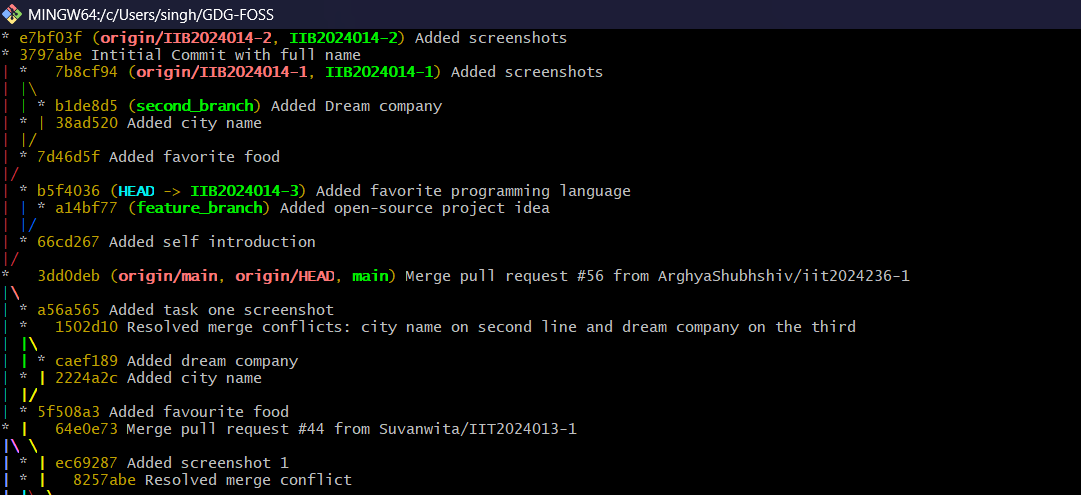 MINGW64:/c/Users/singh/GDG-FOSS
* e7bf03f (origin/IIB2024014-2, IIB2024014-2) Added screenshots
* 3797abe Intitial Commit with full name
| *   7b8cf94 (origin/IIB2024014-1, IIB2024014-1) Added screenshots
| |\
| | * b1de8d5 (second_branch) Added Dream company
| * | 38ad520 Added city name
| |/
| * 7d46d5f Added favorite food
|/
| * b5f4036 (HEAD -> IIB2024014-3) Added favorite programming language
| | * a14bf77 (feature_branch) Added open-source project idea
| |/
| * 66cd267 Added self introduction
|/
*   3dd0deb (origin/main, origin/HEAD, main) Merge pull request #56 from ArghyaShubhshiv/iit2024236-1
|\
| * a56a565 Added task one screenshot
| *   1502d10 Resolved merge conflicts: city name on second line and dream company on the third
| |\
| | * caef189 Added dream company
| * | 2224a2c Added city name
| |/
| * 5f508a3 Added favourite food
* |   64e0e73 Merge pull request #44 from Suvanwita/IIT2024013-1
|\ \
| * | ec69287 Added screenshot 1
| * |   8257abe Resolved merge conflict